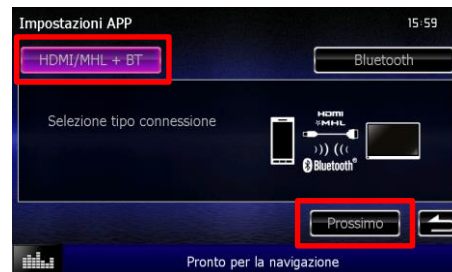 Impostazioni APP 15:59
HDMI/MHL + BT Bluetooth
Selezione tipo connessione
HDMI
MHL
Bluetooth®
Prossimo
Pronto per la navigazione